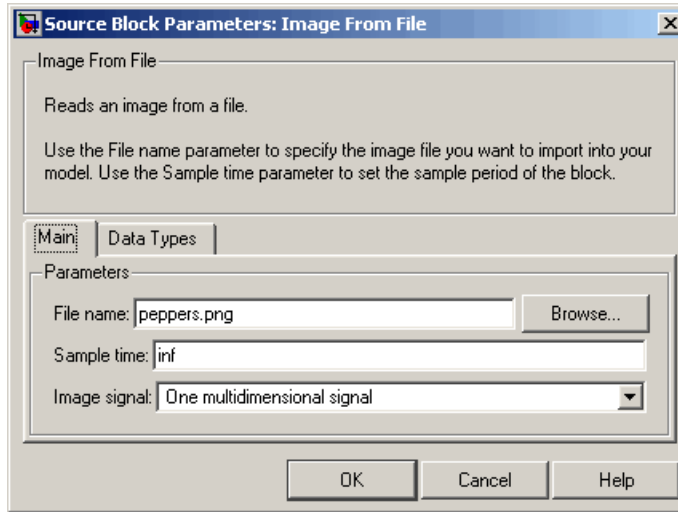 Source Block Parameters: Image From File
Image From File
Reads an image from a file.
Use the File name parameter to specify the image file you want to import into your
model. Use the Sample time parameter to set the sample period of the block.
Main Data Types
Parameters
File name: peppers.png Browse...
Sample time: inf
Image signal: One multidimensional signal
OK Cancel Help